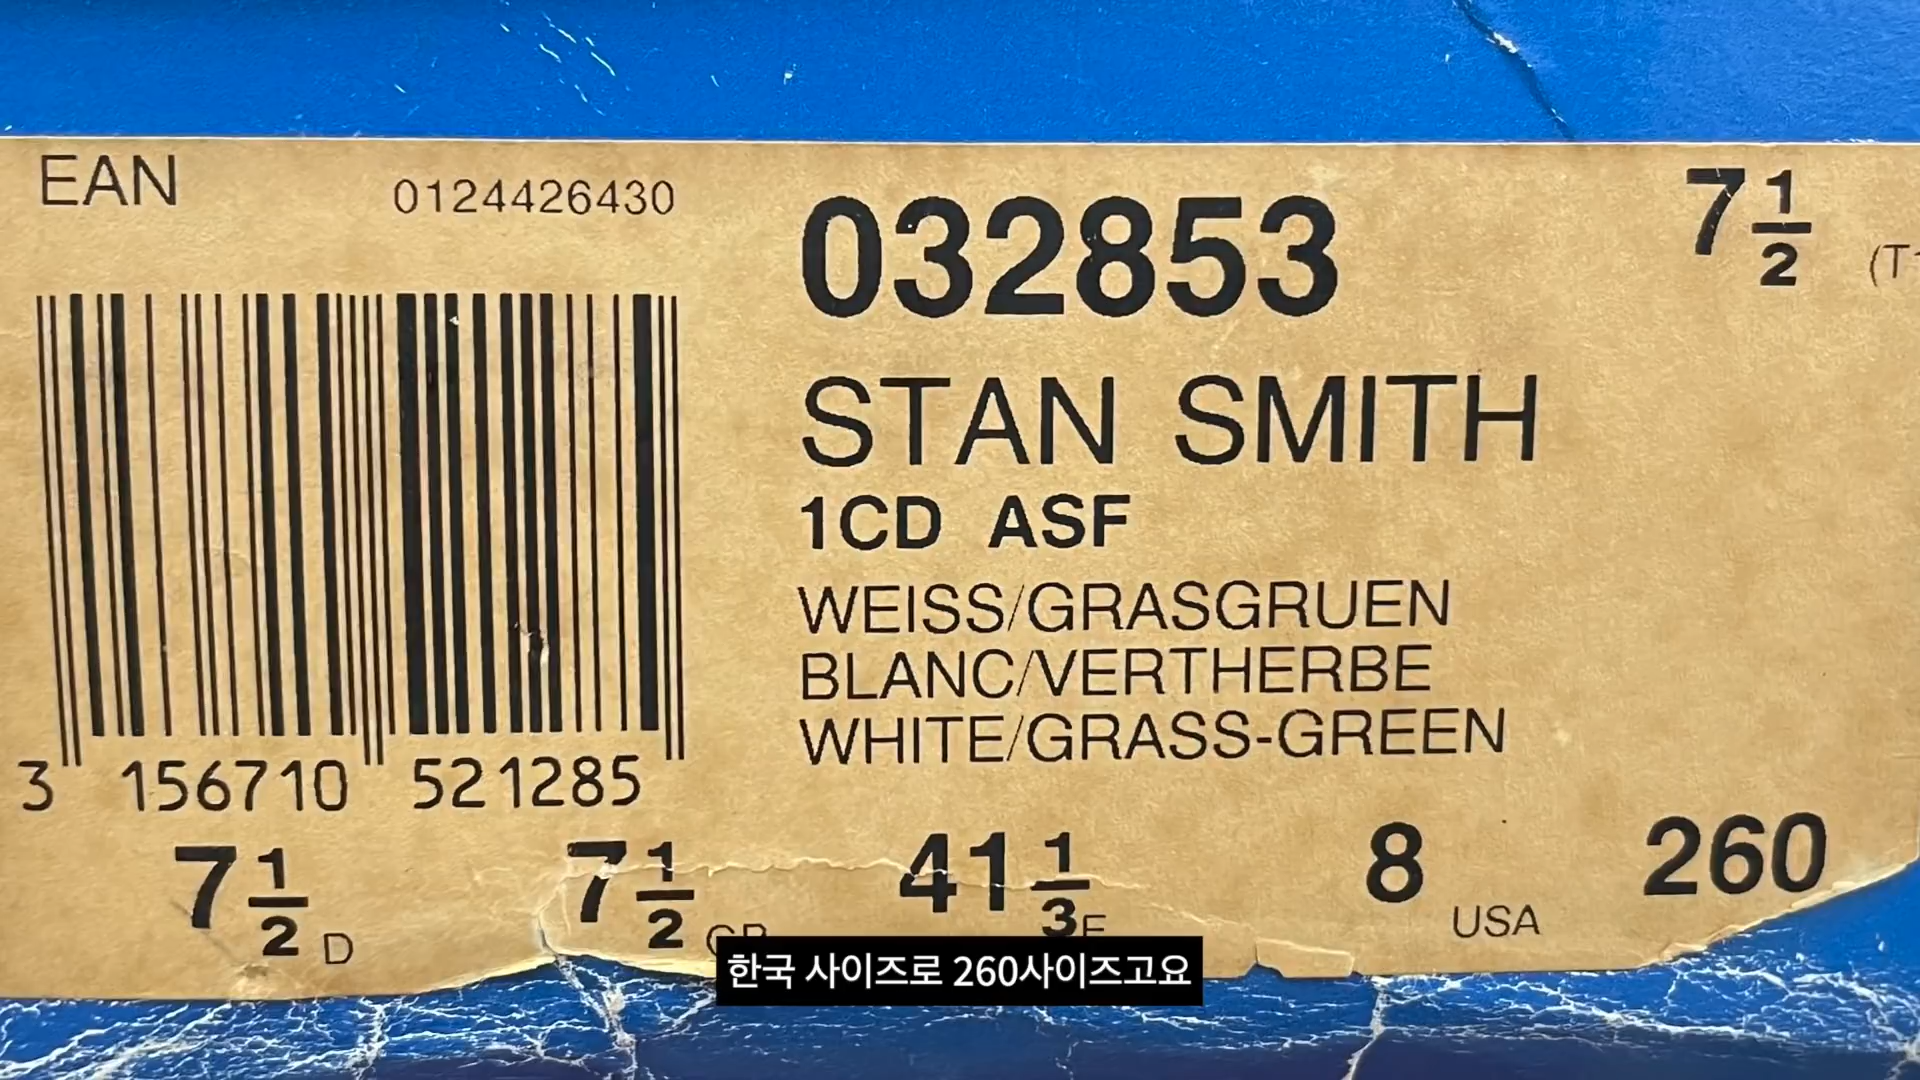 EAN
0124426430
032853
7 1/2
(T
STAN SMITH
1CD ASF
WEISS/GRASGRUEN
BLANC/VERTHERBE
WHITE/GRASS-GREEN
3 156710 521285
7 1/2 D
7 1/2 GB
41 1/3 F
8 USA
260
한국 사이즈로 260사이즈고요